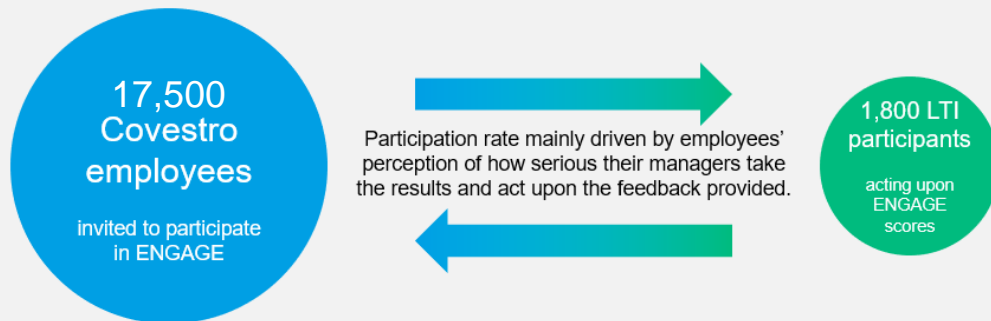 17,500
Covestro
employees
invited to participate
in ENGAGE
Participation rate mainly driven by employees’
perception of how serious their managers take
the results and act upon the feedback provided.
1,800 LTI
participants
acting upon
ENGAGE
scores